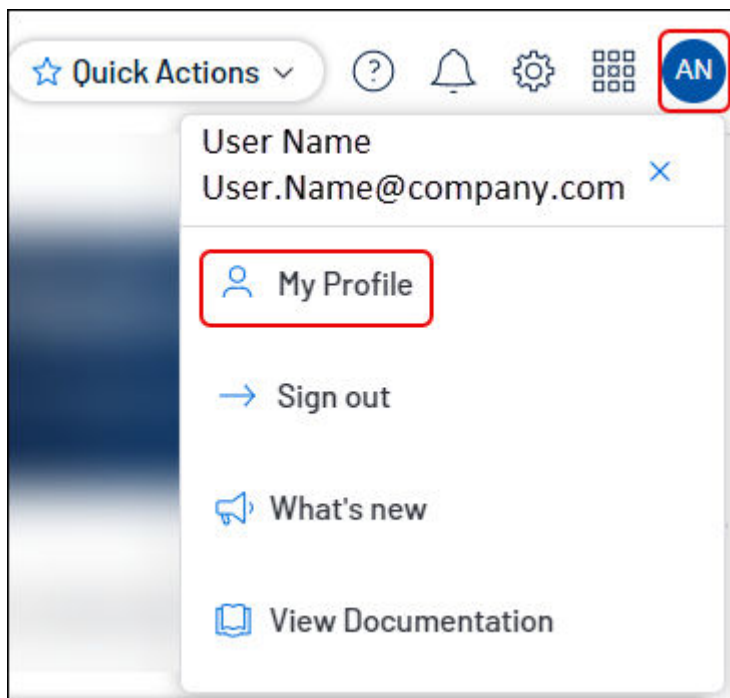 Quick Actions
AN
User Name
User.Name@company.com
My Profile
Sign out
What's new
View Documentation